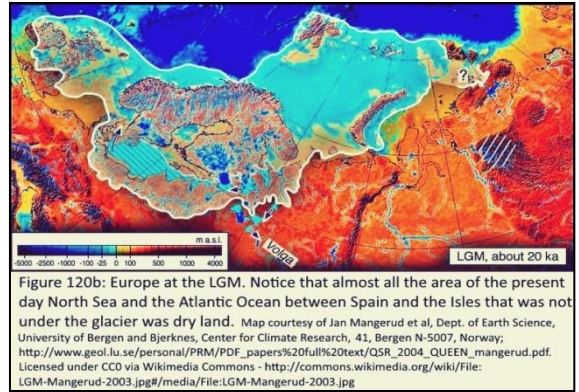 ?
Volga
m a.s.l.
-5000 -2000 -1000 -100 -25 0 100 1000 4000
LGM, about 20 ka
Figure 120b: Europe at the LGM. Notice that almost all the area of the present
day North Sea and the Atlantic Ocean between Spain and the Isles that was not
under the glacier was dry land. Map courtesy of Jan Mangerud et al, Dept. of Earth Science,
University of Bergen and Bjerknes, Center for Climate Research, 41, Bergen N-5007, Norway;
http://www.geol.lu.se/personal/PRM/PDF_papers%20full%20text/QSR_2004_QUEEN_mangerud.pdf.
Licensed under CC0 via Wikimedia Commons - http://commons.wikimedia.org/wiki/File:
LGM-Mangerud-2003.jpg#/media/File:LGM-Mangerud-2003.jpg